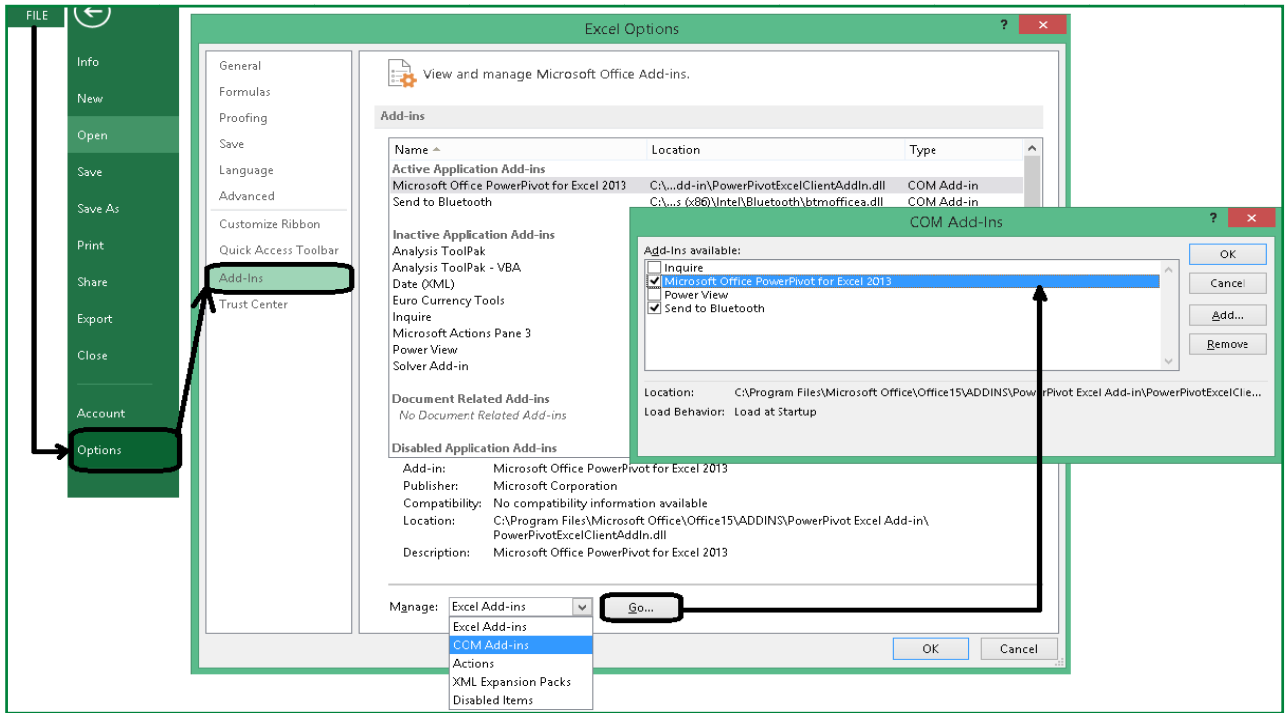 FILE
Info
New
Open
Save
Save As
Print
Share
Export
Close
Account
Options
Excel Options
?
General
Formulas
Proofing
Save
Language
Advanced
Customize Ribbon
Quick Access Toolbar
Add-Ins
Trust Center
View and manage Microsoft Office Add-ins.
Add-ins
Name Location Type
Active Application Add-ins
Microsoft Office PowerPivot for Excel 2013 C:\...dd-in\PowerPivotExcelClientAddIn.dll COM Add-in
Send to Bluetooth C:\...s (x86)\Intel\Bluetooth\btmofficea.dll COM Add-in
Inactive Application Add-ins
Analysis ToolPak
Analysis ToolPak - VBA
Date (XML)
Euro Currency Tools
Inquire
Microsoft Actions Pane 3
Power View
Solver Add-in
Document Related Add-ins
No Document Related Add-ins
Disabled Application Add-ins
Add-in: Microsoft Office PowerPivot for Excel 2013
Publisher: Microsoft Corporation
Compatibility: No compatibility information available
Location: C:\Program Files\Microsoft Office\Office15\ADDINS\PowerPivot Excel Add-in\
PowerPivotExcelClientAddIn.dll
Description: Microsoft Office PowerPivot for Excel 2013
Manage: Excel Add-ins Go...
Excel Add-ins
COM Add-ins
Actions
XML Expansion Packs
Disabled Items
OK Cancel
COM Add-Ins
?
Add-Ins available:
Inquire
Microsoft Office PowerPivot for Excel 2013
Power View
Send to Bluetooth
OK
Cancel
Add...
Remove
Location: C:\Program Files\Microsoft Office\Office15\ADDINS\PowerPivot Excel Add-in\PowerPivotExcelClie...
Load Behavior: Load at Startup